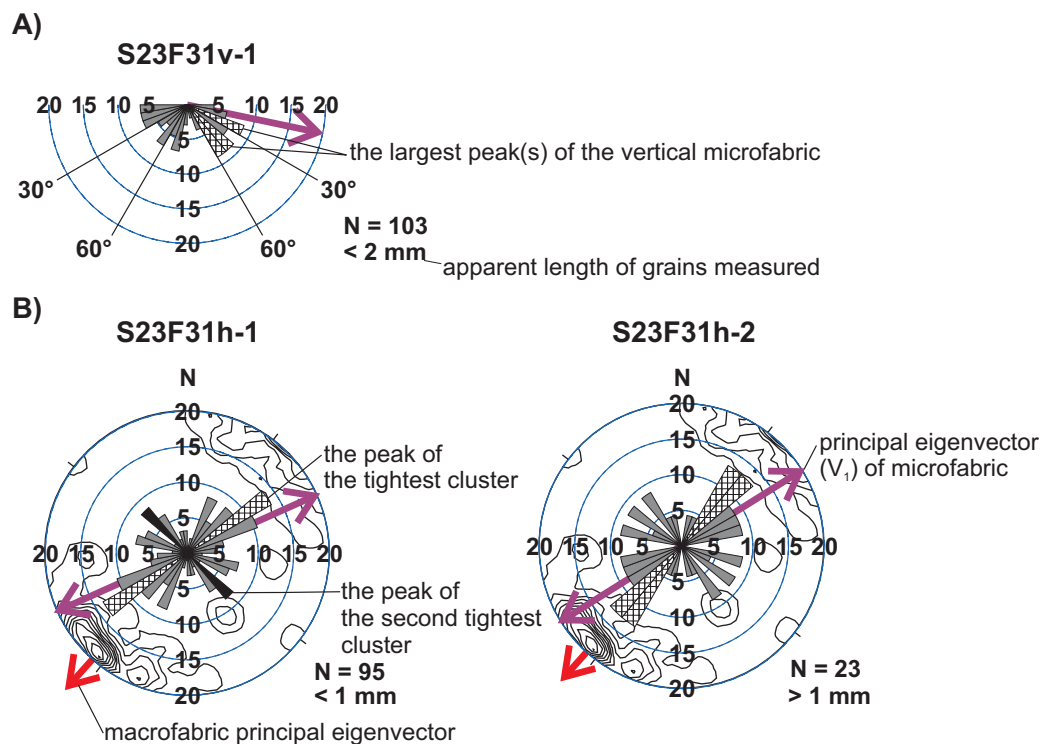 A)
S23F31v-1
20 15 10 5 5 10 15 20
5
10
15
20
30°
60°
60°
30°
the largest peak(s) of the vertical microfabric
N = 103
< 2 mm
apparent length of grains measured
B)
S23F31h-1
N
20
15
10
5
20 15 10 5 5 10 15 20
5
10
15
20
the peak of
the tightest cluster
the peak of
the second tightest
cluster
N = 95
< 1 mm
macrofabric principal eigenvector
S23F31h-2
N
20
15
10
5
20 15 10 5 5 10 15 20
5
10
15
20
principal eigenvector
(V₁) of microfabric
N = 23
> 1 mm